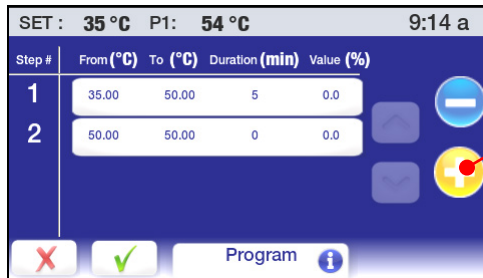 SET : 35 °C P1: 54 °C 9:14 a
Step # From (°C) To (°C) Duration (min) Value (%)
1 35.00 50.00 5 0.0
2 50.00 50.00 0 0.0
Program i